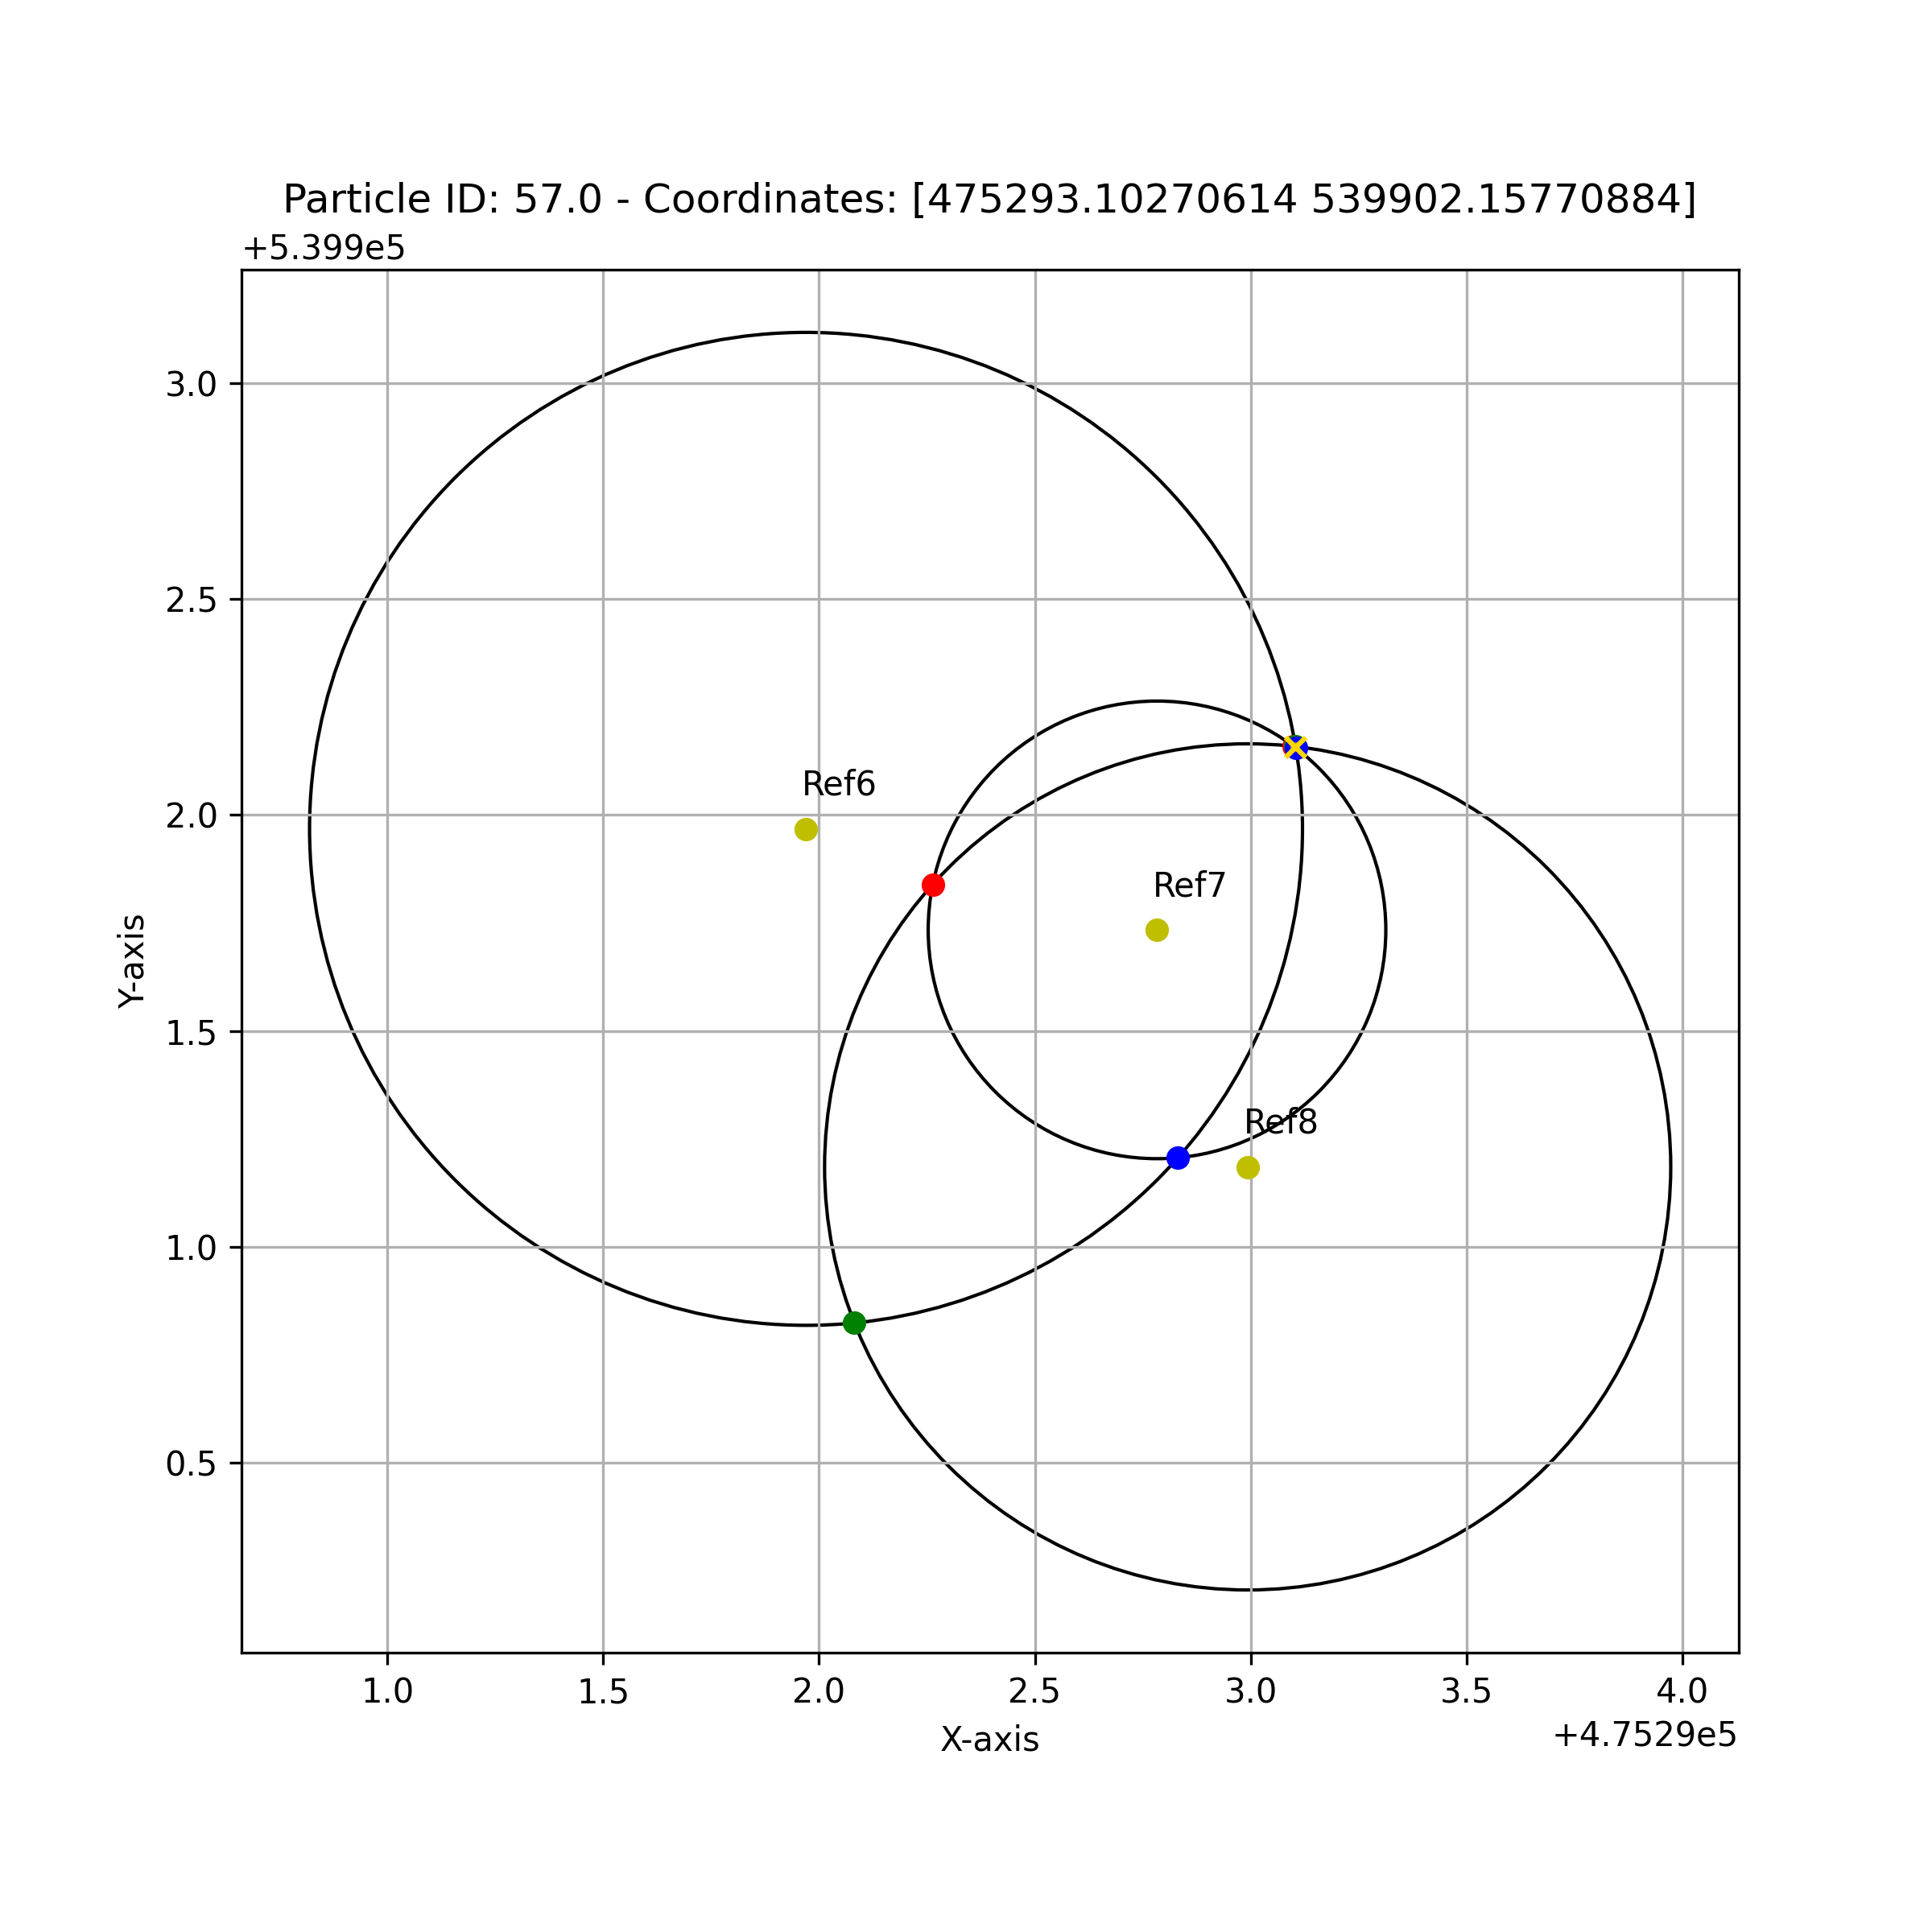 Particle ID: 57.0 - Coordinates: [475293.10270614 539902.15770884]
+5.399e5
3.0
2.5
2.0
1.5
1.0
0.5
Y-axis
Ref6
Ref7
Ref8
1.0 1.5 2.0 2.5 3.0 3.5 4.0
X-axis
+4.7529e5